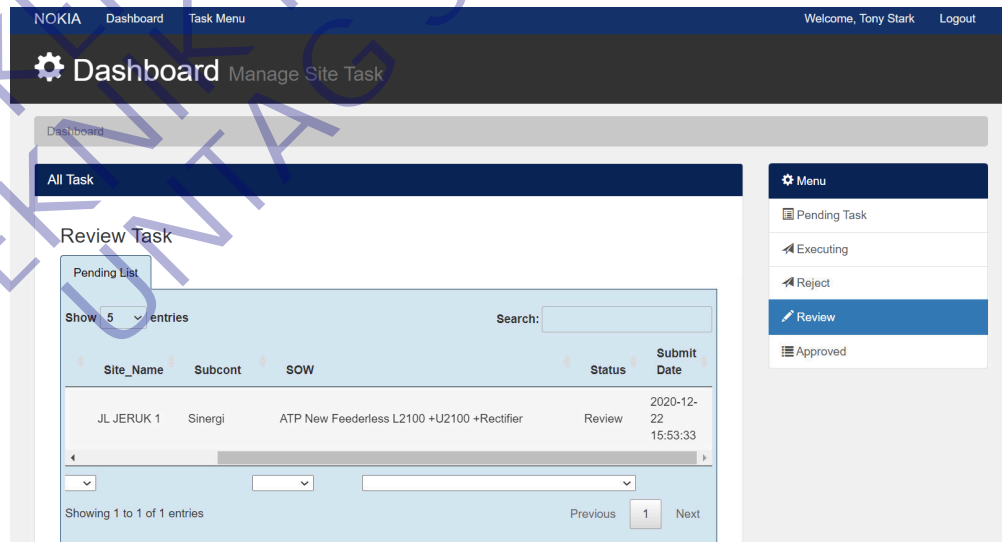 NOKIA Dashboard Task Menu Welcome, Tony Stark Logout
Dashboard Manage Site Task
Dashboard
All Task
Review Task
Pending List
Show 5 entries Search:
Site_Name Subcont SOW Status Submit Date
JL JERUK 1 Sinergi ATP New Feederless L2100 +U2100 +Rectifier Review 2020-12-22 15:53:33
Showing 1 to 1 of 1 entries Previous 1 Next
Menu
Pending Task
Executing
Reject
Review
Approved
UNTAG